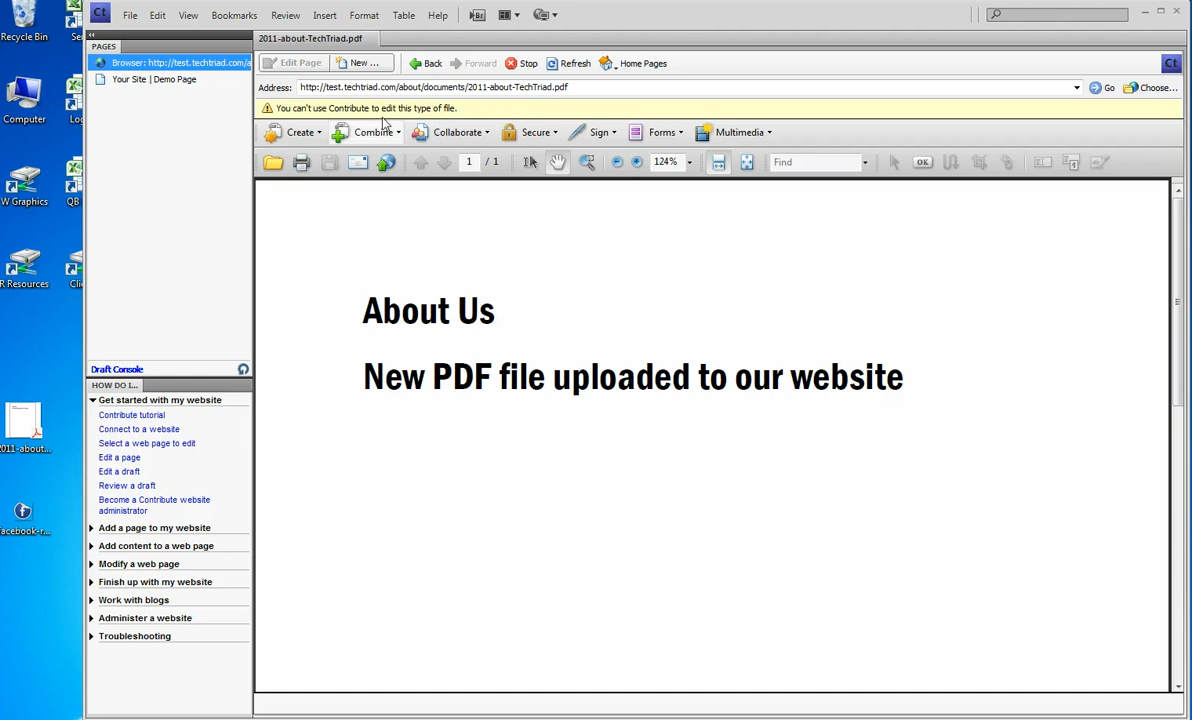 Recycle Bin
Computer
W Graphics
QB
R Resources
2011-about...
Ct
File Edit View Bookmarks Review Insert Format Table Help
Br
PAGES
Browser: http://test.techtriad.com/a
Your Site | Demo Page
Draft Console
HOW DO I...
Get started with my website
Contribute tutorial
Connect to a website
Select a web page to edit
Edit a page
Edit a draft
Review a draft
Become a Contribute website
administrator
Add a page to my website
Add content to a web page
Modify a web page
Finish up with my website
Work with blogs
Administer a website
Troubleshooting
2011-about-TechTriad.pdf
Edit Page New ... Back Forward Stop Refresh Home Pages Ct
Address: http://test.techtriad.com/about/documents/2011-about-TechTriad.pdf Go Choose...
You can't use Contribute to edit this type of file.
Create Combine Collaborate Secure Sign Forms Multimedia
1 / 1 124% Find OK
About Us
New PDF file uploaded to our website